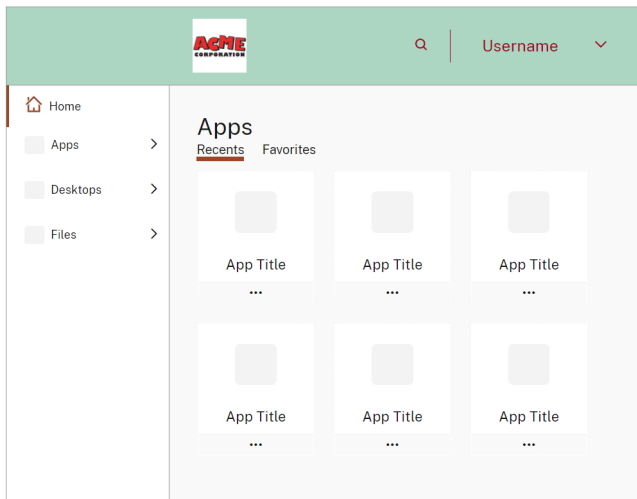 ACME
CORPORATION
Username
Home
Apps
Desktops
Files
Apps
Recents Favorites
App Title App Title App Title
... ... ...
App Title App Title App Title
... ... ...